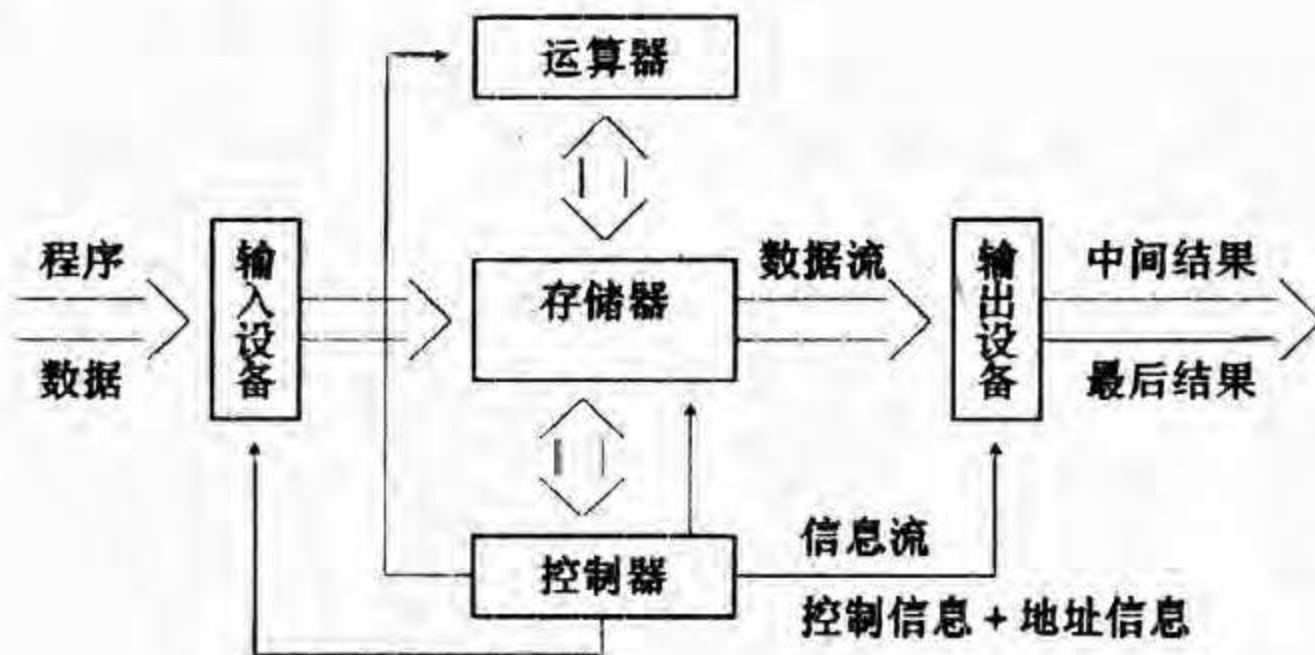 运算器
程序
数据
输入设备
存储器
数据流
输出设备
中间结果
最后结果
控制器
信息流
控制信息+地址信息